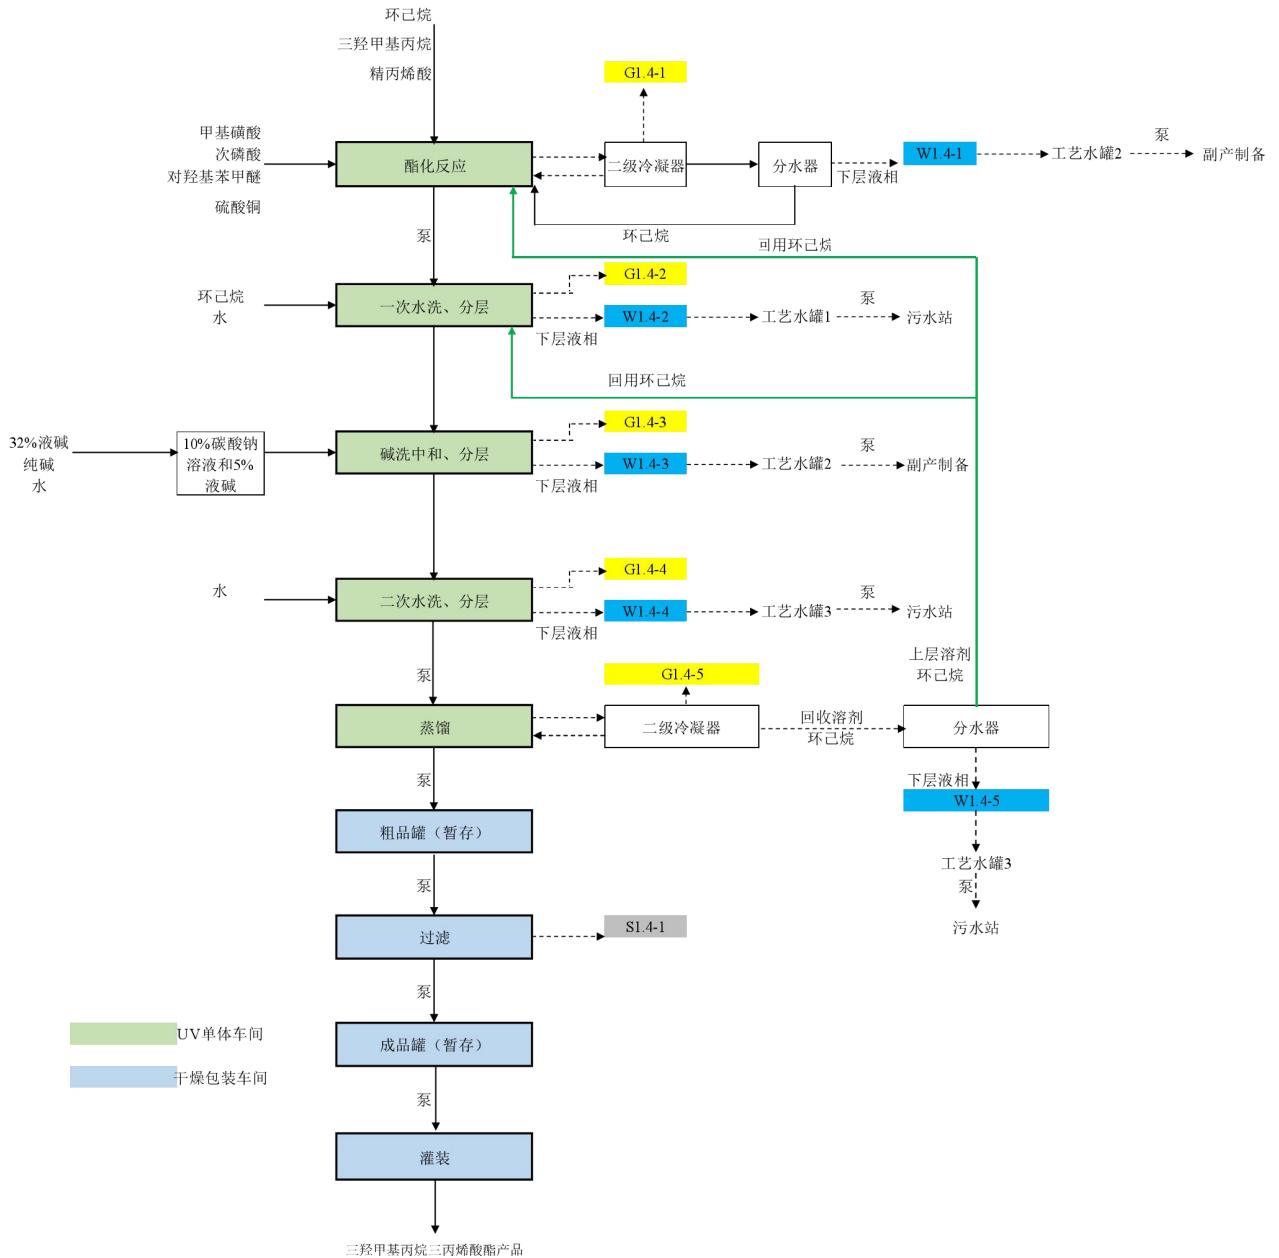 环己烷
三羟甲基丙烷
精丙烯酸
G1.4-1
甲基磺酸
次磷酸
对羟基苯甲醚
硫酸铜
酯化反应
二级冷凝器
分水器
下层液相
W1.4-1
工艺水罐2
泵
副产制备
环己烷
回用环己烷
泵
G1.4-2
环己烷
水
一次水洗、分层
W1.4-2
下层液相
工艺水罐1
泵
污水站
回用环己烷
G1.4-3
32%液碱
纯碱
水
10%碳酸钠
溶液和5%
液碱
碱洗中和、分层
W1.4-3
下层液相
工艺水罐2
泵
副产制备
G1.4-4
水
二次水洗、分层
W1.4-4
下层液相
工艺水罐3
泵
污水站
上层溶剂
环己烷
泵
G1.4-5
蒸馏
二级冷凝器
回收溶剂
环己烷
分水器
下层液相
W1.4-5
工艺水罐3
泵
污水站
泵
粗品罐（暂存）
泵
过滤
S1.4-1
泵
UV单体车间
成品罐（暂存）
干燥包装车间
泵
灌装
三羟甲基丙烷三丙烯酸酯产品